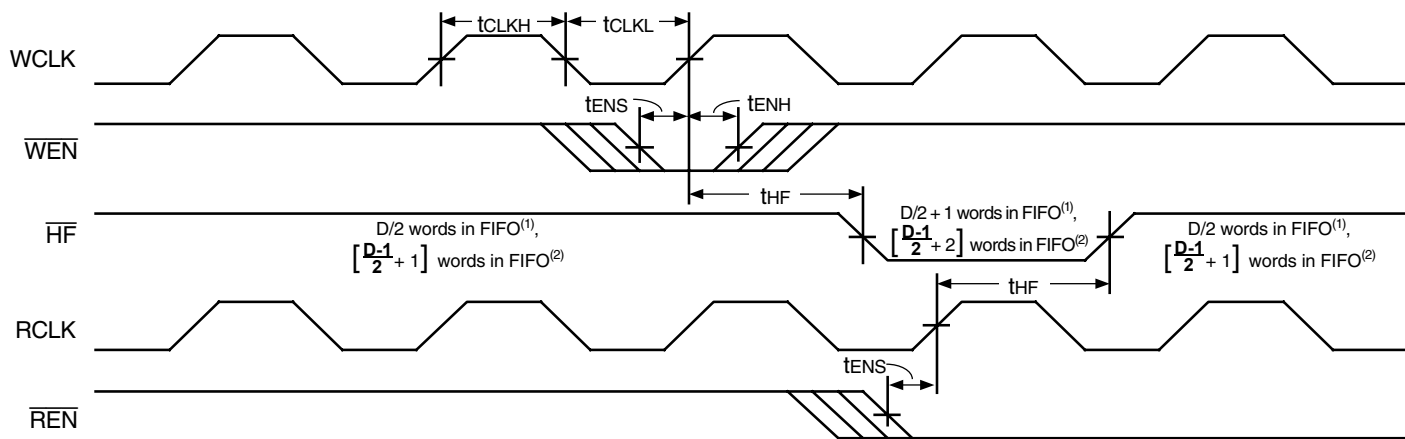 tCLKH
tCLKL
WCLK
tENS
tENH
WEN
tHF
HF
D/2 words in FIFO(1),
[D-1/2 + 1] words in FIFO(2)
D/2 + 1 words in FIFO(1),
[D-1/2 + 2] words in FIFO(2)
D/2 words in FIFO(1),
[D-1/2 + 1] words in FIFO(2)
tHF
RCLK
tENS
REN